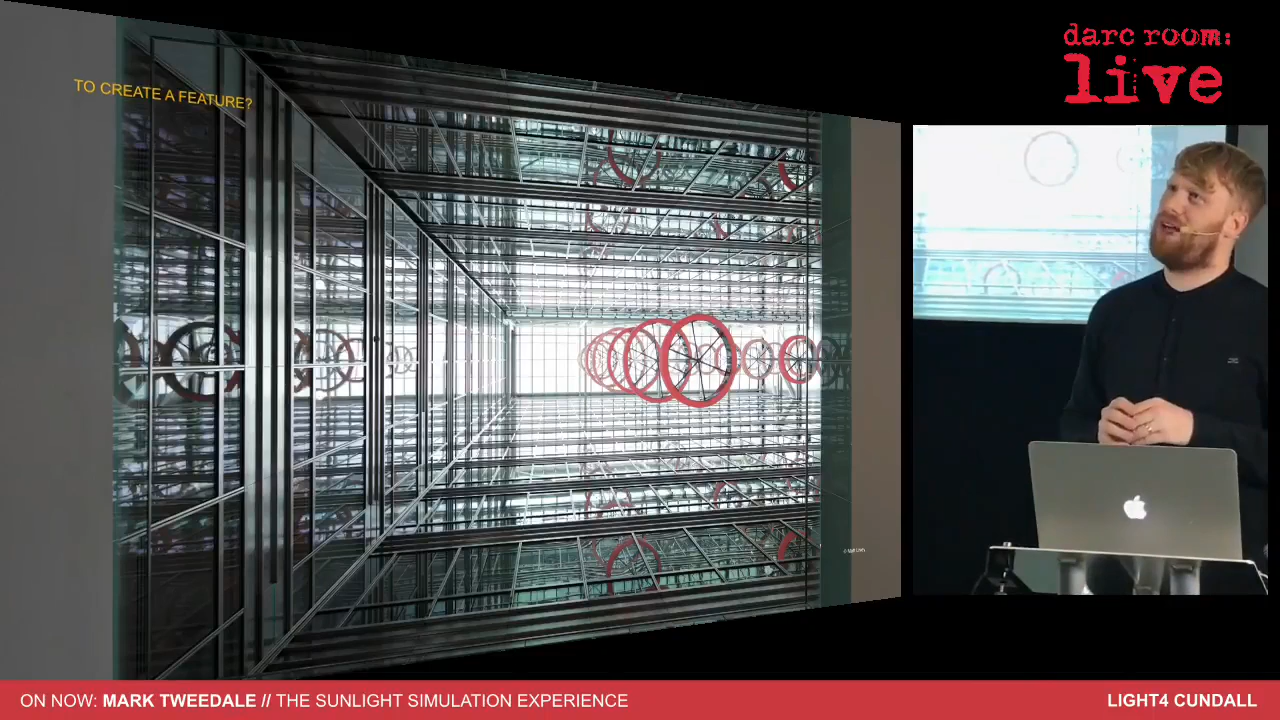 darc room:
live
TO CREATE A FEATURE?
ON NOW: MARK TWEEDALE // THE SUNLIGHT SIMULATION EXPERIENCE
LIGHT4 CUNDALL